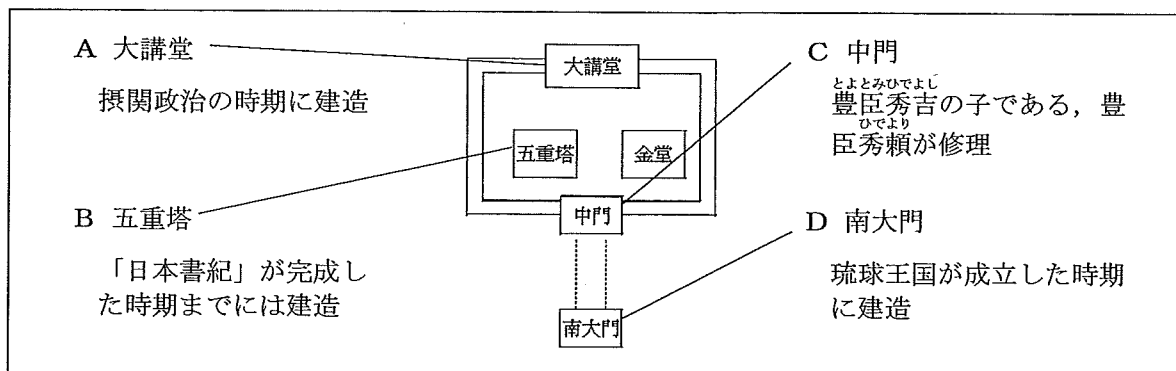 A 大講堂
摂関政治の時期に建造
B 五重塔
「日本書紀」が完成し
た時期までには建造
大講堂
五重塔
金堂
中門
南大門
C 中門
とよとみひでよし
豊臣秀吉の子である，豊
ひでより
臣秀頼が修理
D 南大門
琉球王国が成立した時期
に建造